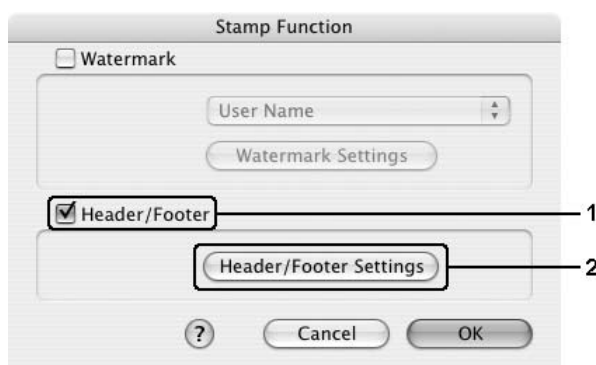 Stamp Function
Watermark
User Name
Watermark Settings
Header/Footer 1
Header/Footer Settings 2
? Cancel OK